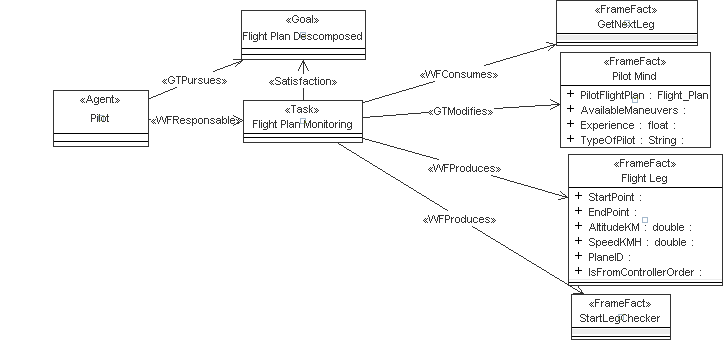 «Goal»
Flight Plan Descomposed
«FrameFact»
GetNextLeg
«GTPursues»
«Satisfaction»
«WFConsumes»
«FrameFact»
Pilot Mind
+ PilotFlightPlan : Flight_Plan
+ AvailableManeuvers :
+ Experience : float :
+ TypeOfPilot : String :
«Agent»
Pilot
«WFResponsable»
«Task»
Flight Plan Monitoring
«GTModifies»
«WFProduces»
«FrameFact»
Flight Leg
+ StartPoint :
+ EndPoint :
+ AltitudeKM : double :
+ SpeedKMH : double :
+ PlaneID :
+ IsFromControllerOrder :
«WFProduces»
«FrameFact»
StartLegChecker